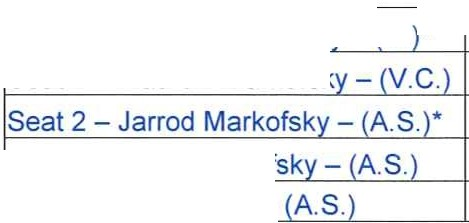 )
ky – (V.C.)
Seat 2 – Jarrod Markofsky – (A.S.)*
sky – (A.S.)
(A.S.)